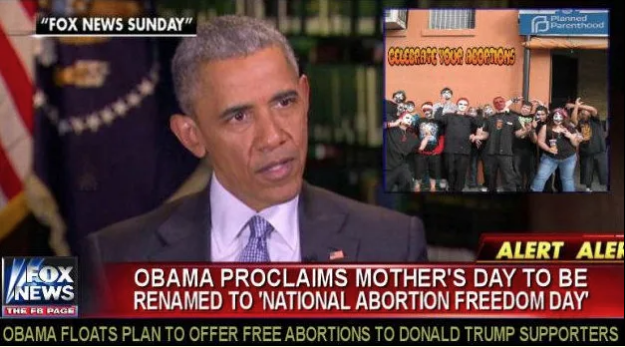 "FOX NEWS SUNDAY"
Planned
Parenthood
CELEBRATE YOUR ABORTIONS
ALERT ALER
FOX
NEWS
THE FB PAGE
OBAMA PROCLAIMS MOTHER'S DAY TO BE
RENAMED TO 'NATIONAL ABORTION FREEDOM DAY'
OBAMA FLOATS PLAN TO OFFER FREE ABORTIONS TO DONALD TRUMP SUPPORTERS